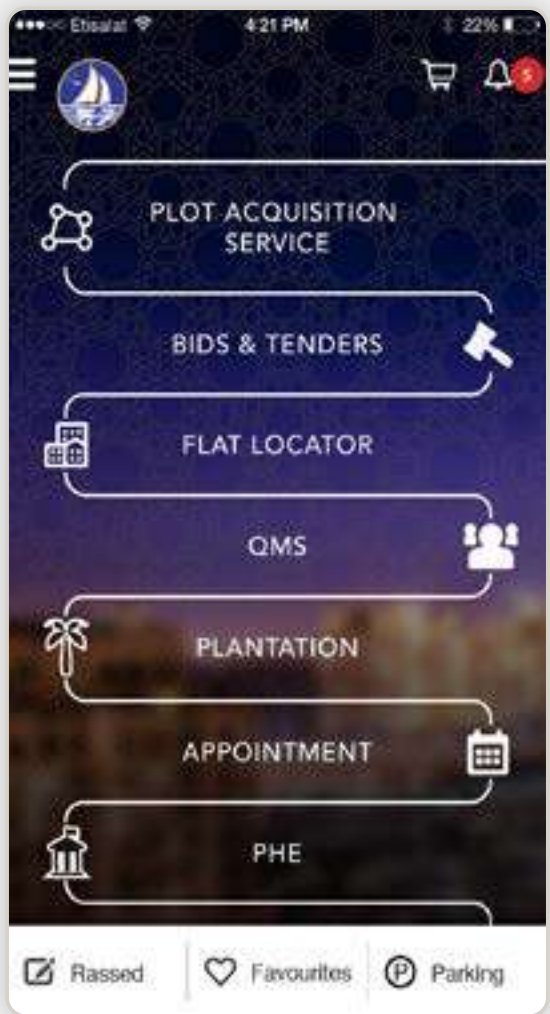 Etisalat
4:21 PM
22%
5
PLOT ACQUISITION
SERVICE
BIDS & TENDERS
FLAT LOCATOR
QMS
PLANTATION
APPOINTMENT
PHE
Rassed
Favourites
P
Parking